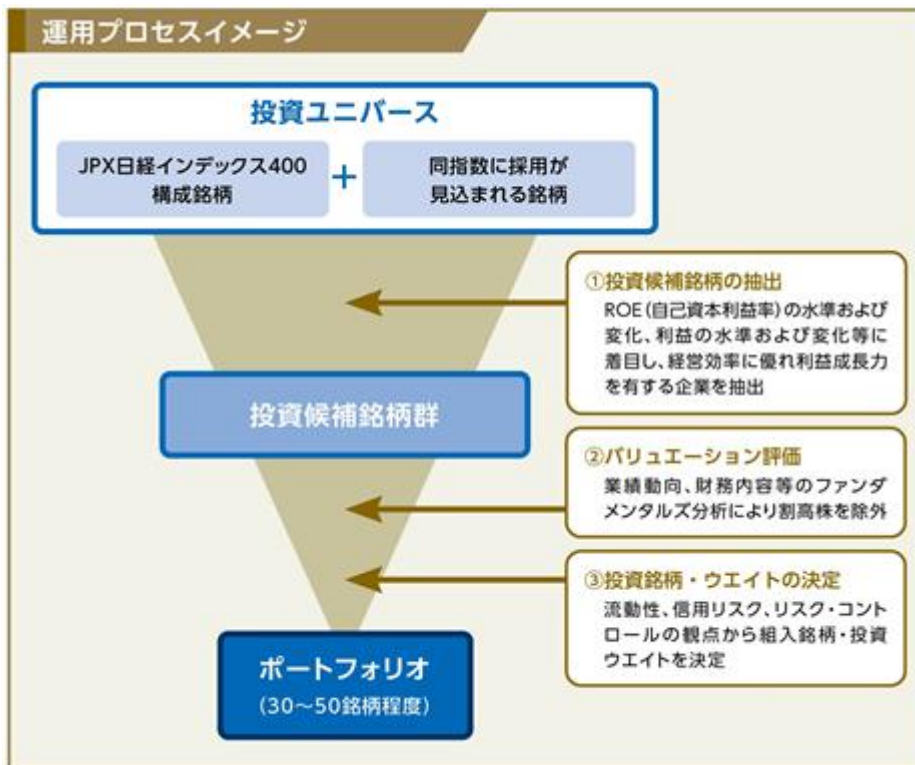 運用プロセスイメージ
投資ユニバース
JPX日経インデックス400
構成銘柄
+
同指数に採用が
見込まれる銘柄
①投資候補銘柄の抽出
ROE(自己資本利益率)の水準および
変化、利益の水準および変化等に
着目し、経営効率に優れ利益成長力
を有する企業を抽出
投資候補銘柄群
②バリュエーション評価
業績動向、財務内容等のファンダ
メンタルズ分析により割高株を除外
③投資銘柄・ウエイトの決定
流動性、信用リスク、リスク・コント
ロールの観点から組入銘柄・投資
ウエイトを決定
ポートフォリオ
(30〜50銘柄程度)